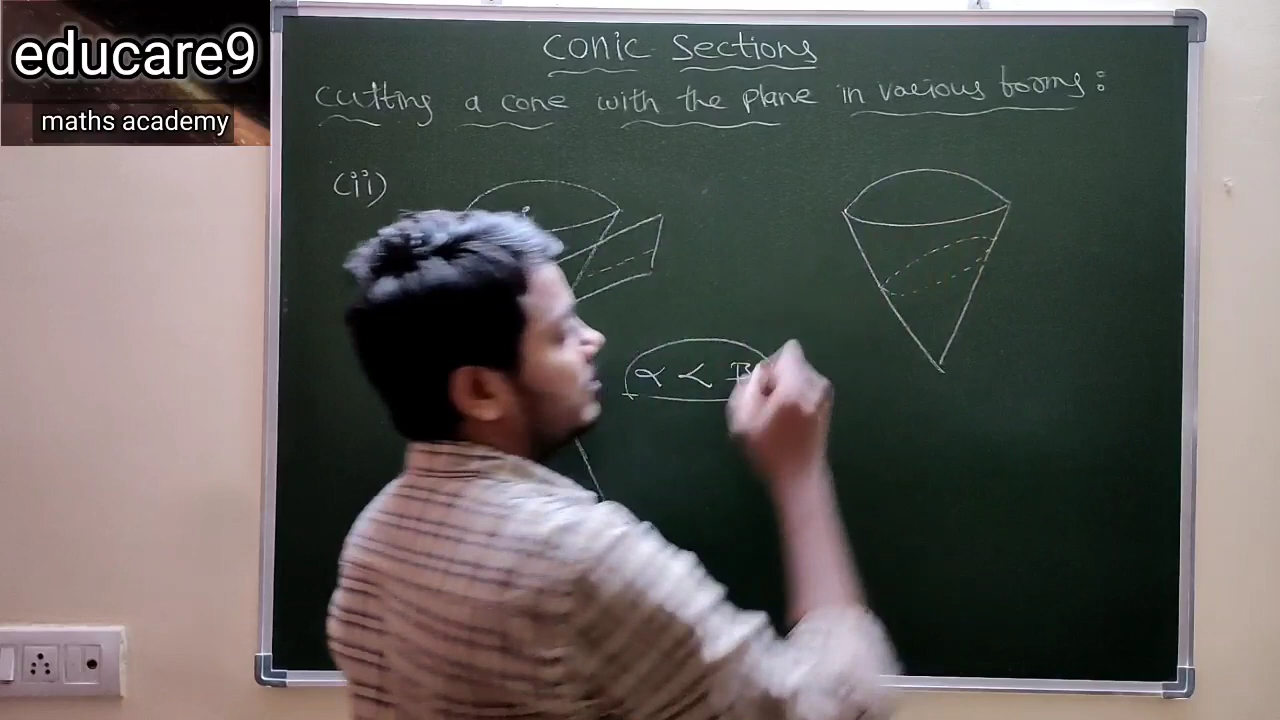 educare9
maths academy
Conic Sections
Cutting a cone with the plane in various forms:
(ii)
α < β